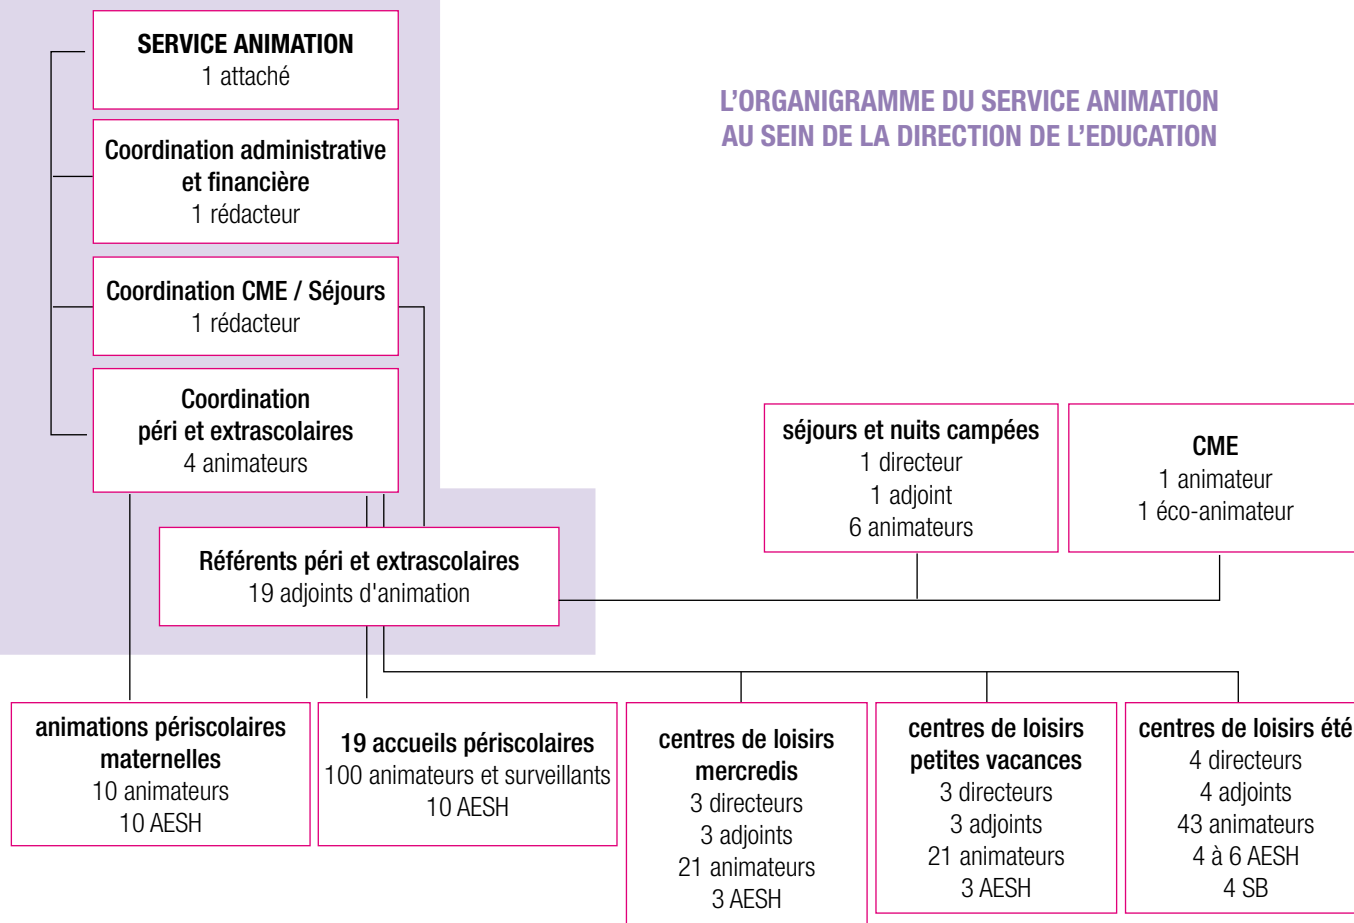 SERVICE ANIMATION
1 attaché
L'ORGANIGRAMME DU SERVICE ANIMATION
AU SEIN DE LA DIRECTION DE L'EDUCATION
Coordination administrative
et financière
1 rédacteur
Coordination CME / Séjours
1 rédacteur
Coordination
péri et extrascolaires
4 animateurs
séjours et nuits campées
1 directeur
1 adjoint
6 animateurs
CME
1 animateur
1 éco-animateur
Référents péri et extrascolaires
19 adjoints d'animation
animations périscolaires
maternelles
10 animateurs
10 AESH
19 accueils périscolaires
100 animateurs et surveillants
10 AESH
centres de loisirs
mercredis
3 directeurs
3 adjoints
21 animateurs
3 AESH
centres de loisirs
petites vacances
3 directeurs
3 adjoints
21 animateurs
3 AESH
centres de loisirs été
4 directeurs
4 adjoints
43 animateurs
4 à 6 AESH
4 SB